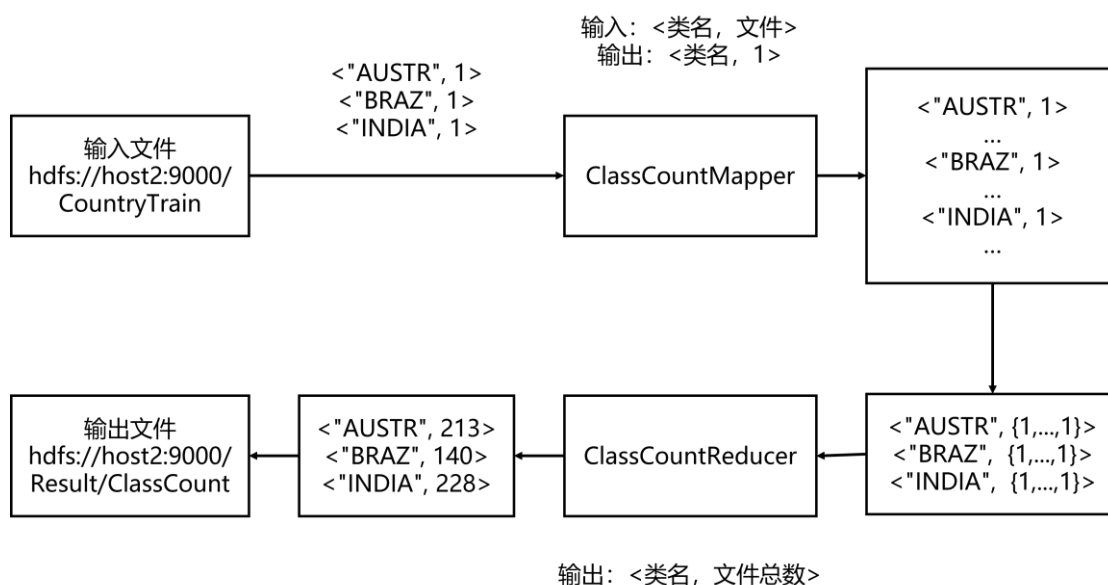 输入：<类名，文件>
输出：<类名，1>
<"AUSTR", 1>
<"BRAZ", 1>
<"INDIA", 1>
输入文件
hdfs://host2:9000/
CountryTrain
ClassCountMapper
<"AUSTR", 1>
...
<"BRAZ", 1>
...
<"INDIA", 1>
...
输出文件
hdfs://host2:9000/
Result/ClassCount
<"AUSTR", 213>
<"BRAZ", 140>
<"INDIA", 228>
ClassCountReducer
<"AUSTR", {1,...,1}>
<"BRAZ", {1,...,1}>
<"INDIA", {1,...,1}>
输出：<类名，文件总数>